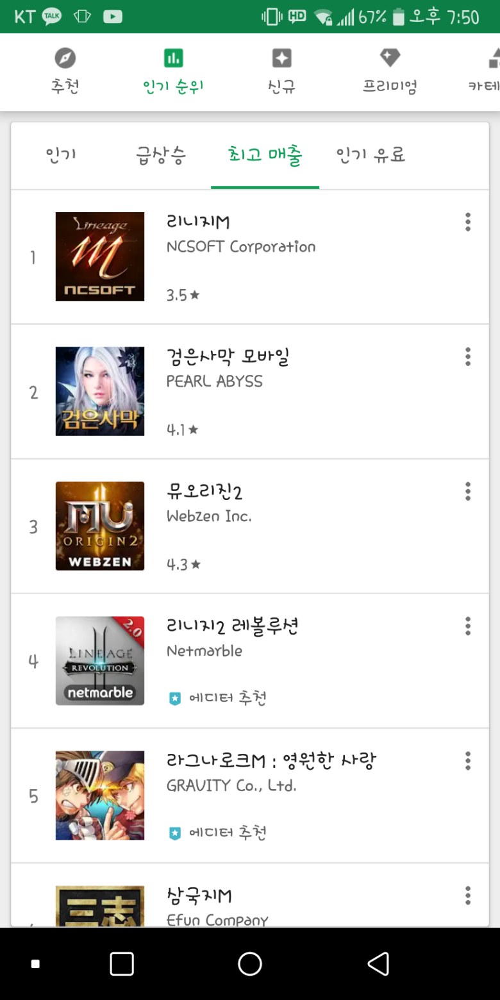 KT TALK HD 67% 오후 7:50
추천 인기 순위 신규 프리미엄 카테
인기 급상승 최고 매출 인기 유료
1
Lineage
M
NCSOFT
리니지M
NCSOFT Corporation
3.5★
2
검은사막
검은사막 모바일
PEARL ABYSS
4.1★
3
MU
ORIGIN2
WEBZEN
뮤오리진2
Webzen Inc.
4.3★
4
2.0
LINEAGE
II
REVOLUTION
netmarble
리니지2 레볼루션
Netmarble
에디터 추천
5
라그나로크M : 영원한 사랑
GRAVITY Co., Ltd.
에디터 추천
三志
삼국지M
Efun Company